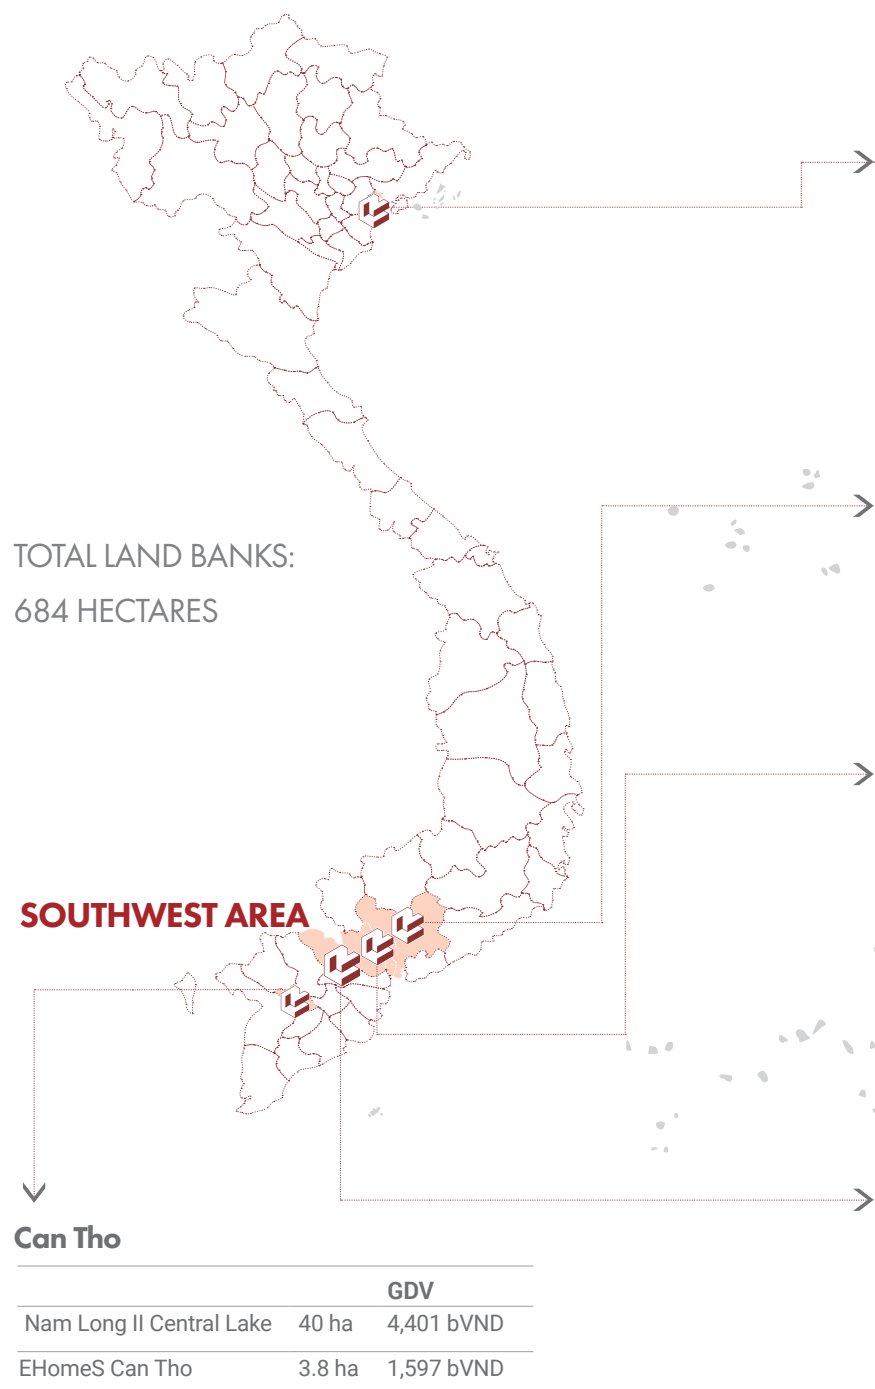 TOTAL LAND BANKS:
684 HECTARES
SOUTHWEST AREA
Can Tho
GDV
Nam Long II Central Lake 40 ha 4,401 bVND
EHomeS Can Tho 3.8 ha 1,597 bVND